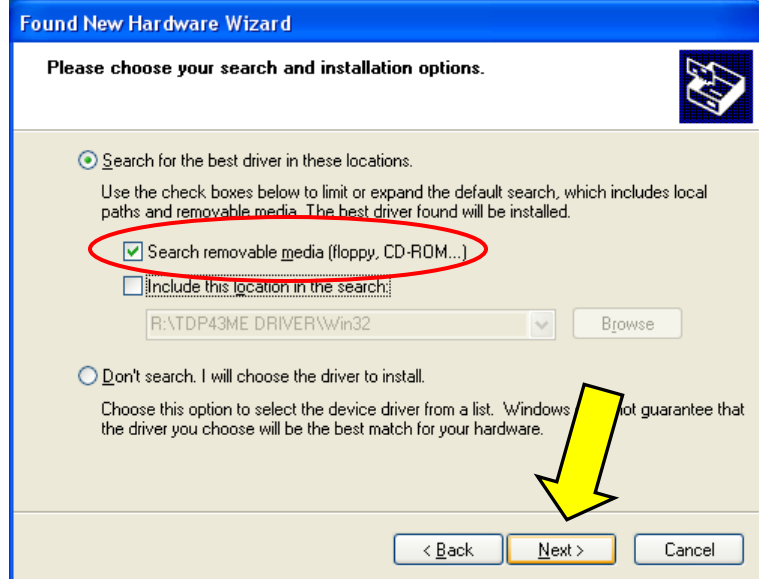 Found New Hardware Wizard
Please choose your search and installation options.
Search for the best driver in these locations.
Use the check boxes below to limit or expand the default search, which includes local
paths and removable media. The best driver found will be installed.
Search removable media (floppy, CD-ROM...)
Include this location in the search:
R:\TDP43ME DRIVER\Win32
Browse
Don't search. I will choose the driver to install.
Choose this option to select the device driver from a list. Windows not guarantee that
the driver you choose will be the best match for your hardware.
< Back
Next >
Cancel